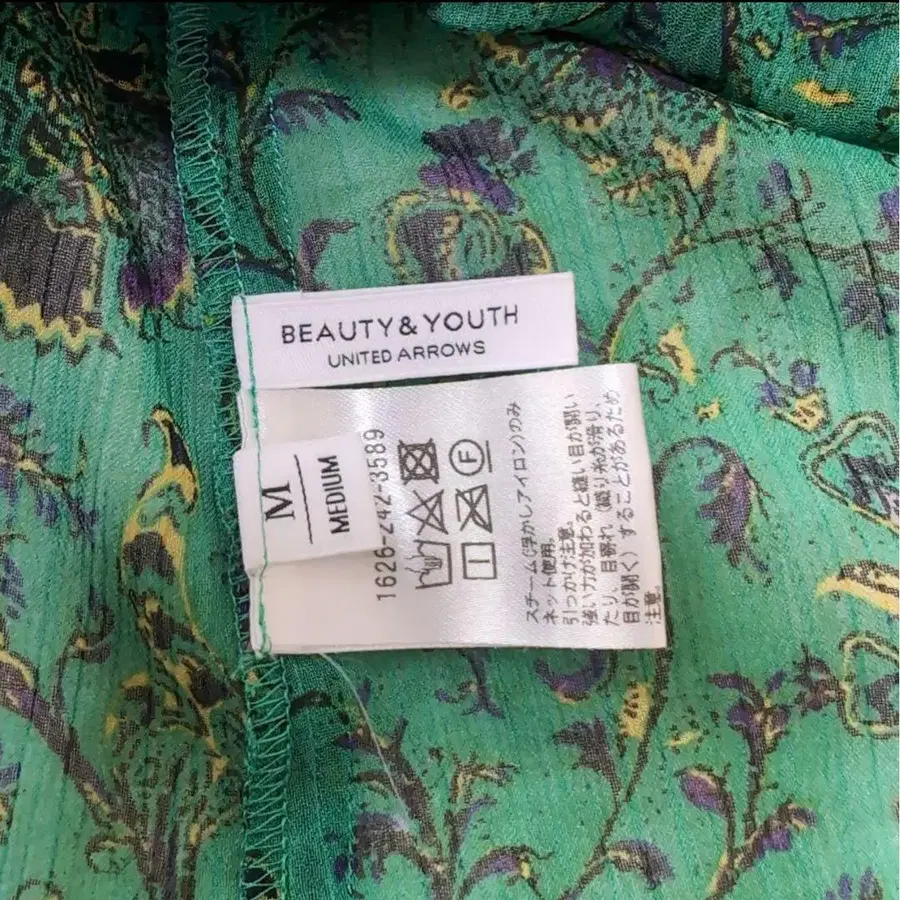 BEAUTY&YOUTH
UNITED ARROWS
M
MEDIUM
1626-242-3589
F
スチーム(浮かしアイロン)のみ
ネット使用。
引っかけ注意。
強い力が加わると縫い目が開い
たり、目寄れ(織り糸が滑り、
目が開く)することがあるため
注意。